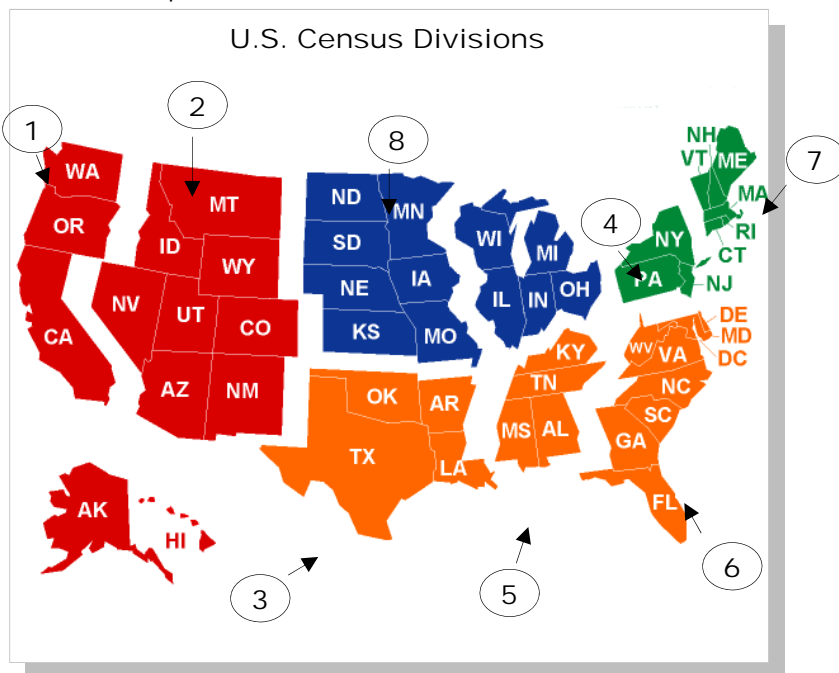 U.S. Census Divisions
1
2
8
7
4
NH
VT
ME
MA
RI
CT
NJ
NY
PA
WA
OR
CA
MT
ID
WY
NV
UT
CO
AZ
NM
ND
MN
SD
NE
IA
KS
MO
WI
MI
IL
IN
OH
DE
MD
DC
WV
VA
KY
TN
NC
SC
GA
FL
MS
AL
OK
AR
TX
LA
AK
HI
3
5
6